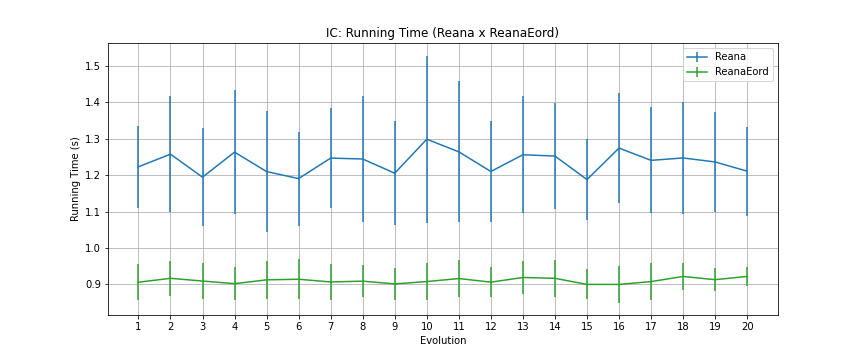 IC: Running Time (Reana x ReanaEord)
Reana
ReanaEord
Running Time (s)
1.5
1.4
1.3
1.2
1.1
1.0
0.9
1 2 3 4 5 6 7 8 9 10 11 12 13 14 15 16 17 18 19 20
Evolution